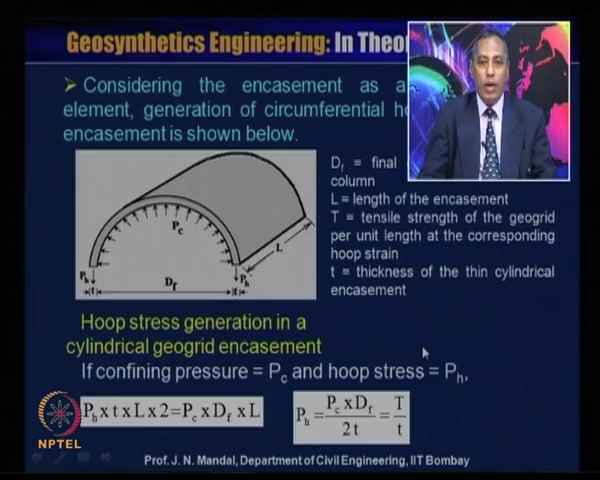 Geosynthetics Engineering: In Theo
➢ Considering the encasement as a
element, generation of circumferential ho
encasement is shown below.
D_f = final
column
L = length of the encasement
T = tensile strength of the geogrid
per unit length at the corresponding
hoop strain
t = thickness of the thin cylindrical
encasement
P_c
L
P_h
P_h
t
D_f
t
Hoop stress generation in a
cylindrical geogrid encasement
If confining pressure = P_c and hoop stress = P_h,
P_h x t x L x 2 = P_c x D_f x L
P_h = P_c x D_f / 2t = T / t
NPTEL
Prof. J. N. Mandal, Department of Civil Engineering, IIT Bombay